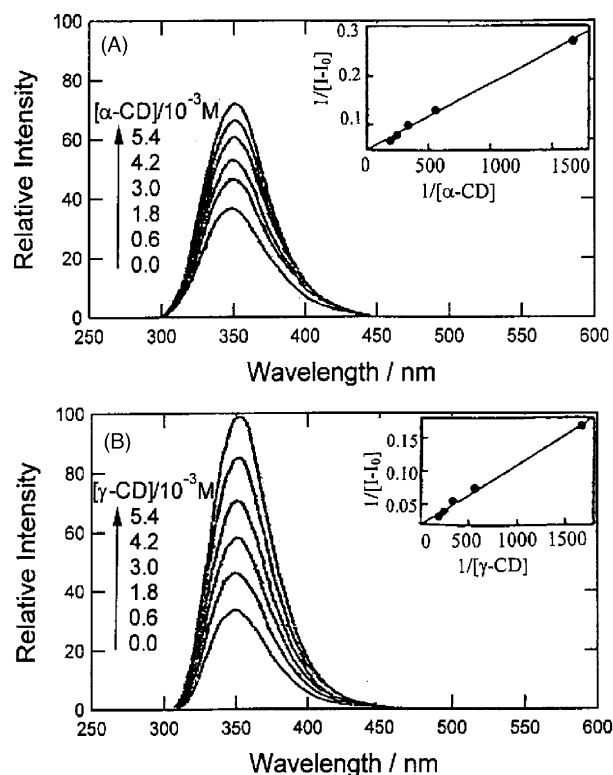 (A)
Relative Intensity
100
80
60
40
20
0
[α-CD]/10⁻³M
5.4
4.2
3.0
1.8
0.6
0.0
1/[I-I₀]
0.3
0.2
0.1
0 500 1000 1500
1/[α-CD]
250 300 350 400 450 500 550 600
Wavelength / nm
(B)
Relative Intensity
100
80
60
40
20
0
[γ-CD]/10⁻³M
5.4
4.2
3.0
1.8
0.6
0.0
1/[I-I₀]
0.15
0.10
0.05
0 500 1000 1500
1/[γ-CD]
250 300 350 400 450 500 550 600
Wavelength / nm